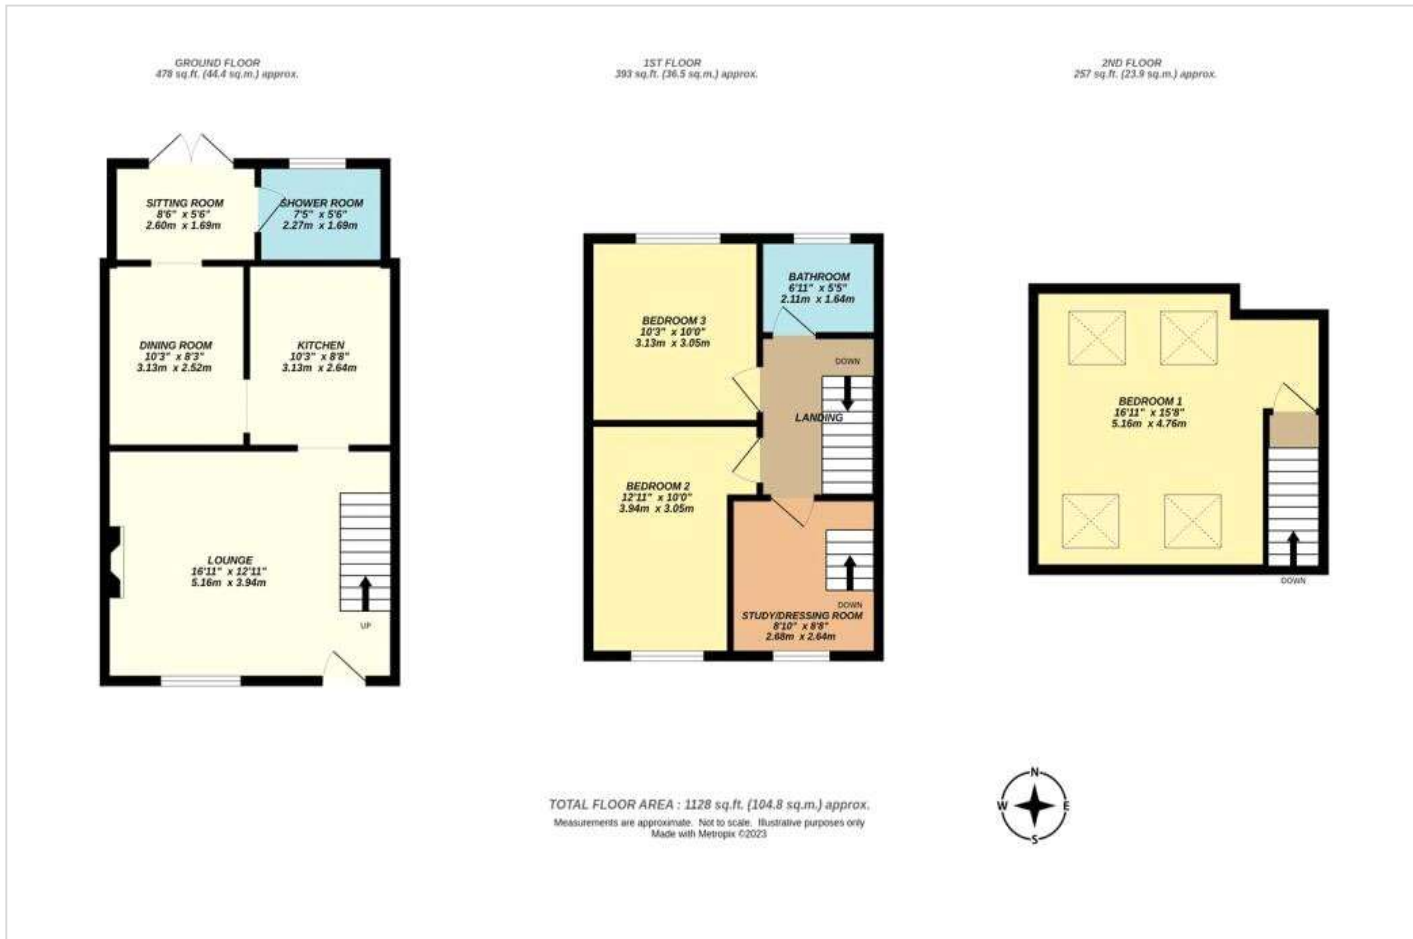 GROUND FLOOR
478 sq.ft. (44.4 sq.m.) approx.
SITTING ROOM
8'6" x 5'6"
2.60m x 1.69m
SHOWER ROOM
7'5" x 5'6"
2.27m x 1.69m
DINING ROOM
10'3" x 8'3"
3.13m x 2.52m
KITCHEN
10'3" x 8'8"
3.13m x 2.64m
LOUNGE
16'11" x 12'11"
5.16m x 3.94m
UP
1ST FLOOR
393 sq.ft. (36.5 sq.m.) approx.
BATHROOM
6'11" x 5'5"
2.11m x 1.64m
BEDROOM 3
10'3" x 10'0"
3.13m x 3.05m
DOWN
LANDING
BEDROOM 2
12'11" x 10'0"
3.94m x 3.05m
DOWN
STUDY/DRESSING ROOM
8'10" x 8'8"
2.68m x 2.64m
2ND FLOOR
257 sq.ft. (23.9 sq.m.) approx.
BEDROOM 1
16'11" x 15'8"
5.16m x 4.76m
DOWN
TOTAL FLOOR AREA : 1128 sq.ft. (104.8 sq.m.) approx.
Measurements are approximate. Not to scale. Illustrative purposes only
Made with Metropix ©2023
N
W E
S